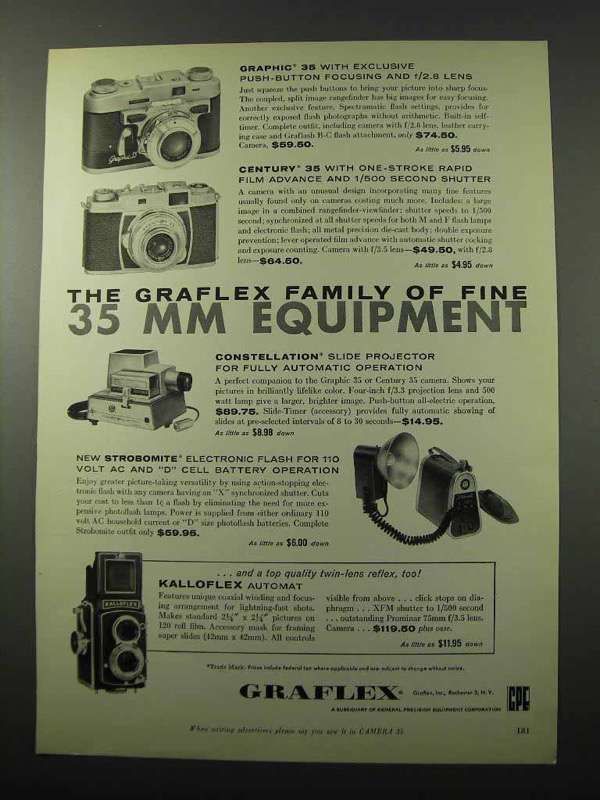 GRAPHIC* 35 WITH EXCLUSIVE
PUSH-BUTTON FOCUSING AND f/2.8 LENS
Just squeeze the push buttons to bring your picture into sharp focus.
The coupled, split image rangefinder has big images for easy focusing.
Another exclusive feature, Spectramatic flash settings, provides for
correctly exposed flash photographs without arithmetic. Built-in self-
timer. Complete outfit, including camera with f/2.8 lens, leather carry-
ing case and Graflash B-C flash attachment, only $74.50.
Camera, $59.50.
As little as $5.95 down
Graphic 35
CENTURY* 35 WITH ONE-STROKE RAPID
FILM ADVANCE AND 1/500 SECOND SHUTTER
A camera with an unusual design incorporating many fine features
usually found only on cameras costing much more. Includes: a large
image in a combined rangefinder-viewfinder; shutter speeds to 1/500
second; synchronized at all shutter speeds for both M and F flash lamps
and electronic flash; all metal precision die-cast body; double exposure
prevention; lever operated film advance with automatic shutter cocking
and exposure counting. Camera with f/3.5 lens—$49.50, with f/2.8
lens—$64.50.
As little as $4.95 down
THE GRAFLEX FAMILY OF FINE
35 MM EQUIPMENT
CONSTELLATION* SLIDE PROJECTOR
FOR FULLY AUTOMATIC OPERATION
A perfect companion to the Graphic 35 or Century 35 camera. Shows your
pictures in brilliantly lifelike color. Four-inch f/3.3 projection lens and 500
watt lamp give a larger, brighter image. Push-button all-electric operation,
$89.75. Slide-Timer (accessory) provides fully automatic showing of
slides at pre-selected intervals of 8 to 30 seconds—$14.95.
As little as $8.98 down
NEW STROBOMITE* ELECTRONIC FLASH FOR 110
VOLT AC AND "D" CELL BATTERY OPERATION
Enjoy greater picture-taking versatility by using action-stopping elec-
tronic flash with any camera having an "X" synchronized shutter. Cuts
your cost to less than 1¢ a flash by eliminating the need for more ex-
pensive photoflash lamps. Power is supplied from either ordinary 110
volt AC household current or "D" size photoflash batteries. Complete
Strobomite outfit only $59.95.
As little as $6.00 down
. . . and a top quality twin-lens reflex, too!
KALLOFLEX AUTOMAT
Features unique coaxial winding and focus-
ing arrangement for lightning-fast shots.
Makes standard 2¼" x 2¼" pictures on
120 roll film. Accessory mask for framing
super slides (42mm x 42mm). All controls
visible from above . . . click stops on dia-
phragm . . . XFM shutter to 1/500 second
. . . outstanding Prominar 75mm f/3.5 lens.
Camera . . . $119.50 plus case.
As little as $11.95 down
KALLOFLEX
*Trade Mark. Prices include federal tax where applicable and are subject to change without notice.
GRAFLEX® Graflex, Inc., Rochester 3, N. Y.
A SUBSIDIARY OF GENERAL PRECISION EQUIPMENT CORPORATION
GPE
When writing advertisers please say you saw it in CAMERA 35
181